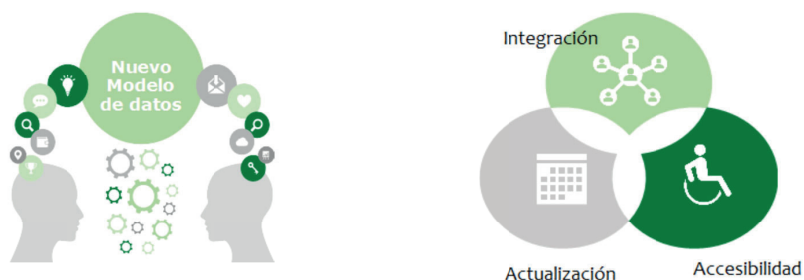 Nuevo
Modelo
de datos
Integración
Actualización
Accesibilidad